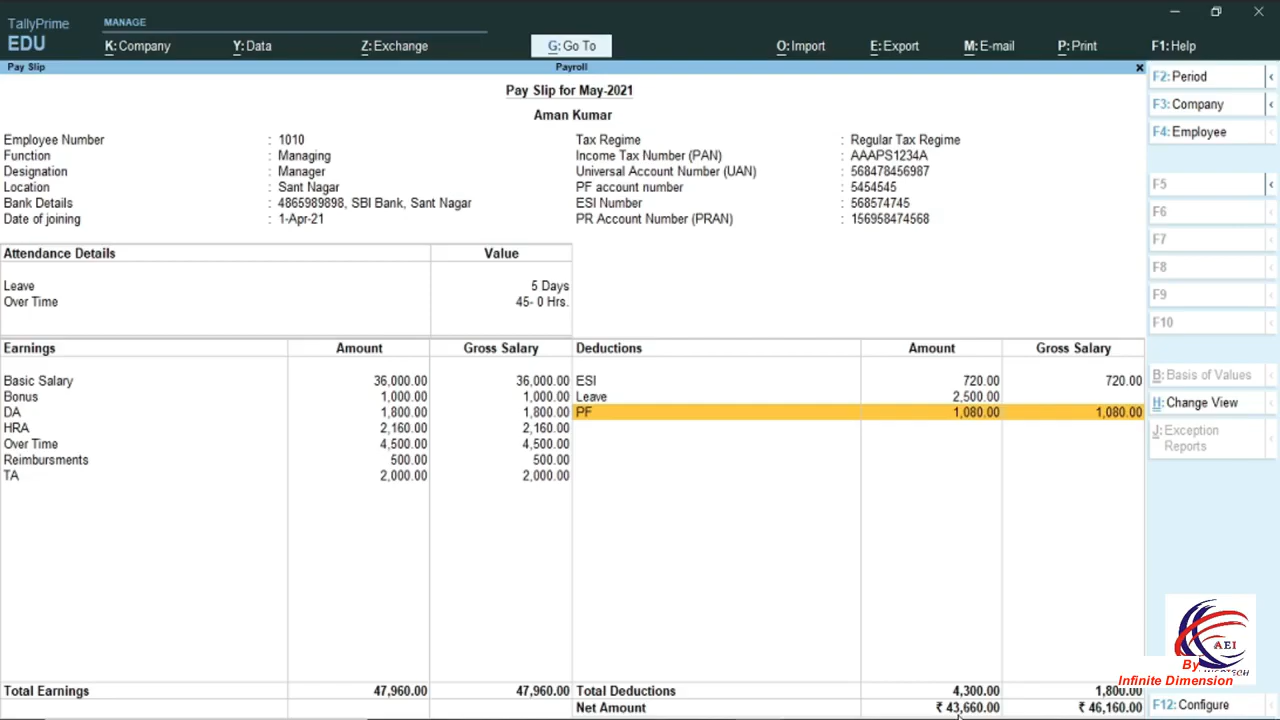 TallyPrime
EDU
MANAGE
K: Company Y: Data Z: Exchange G: Go To O: Import E: Export M: E-mail P: Print F1: Help
Pay Slip Payroll ×
Pay Slip for May-2021
Aman Kumar
Employee Number : 1010 Tax Regime : Regular Tax Regime
Function : Managing Income Tax Number (PAN) : AAAPS1234A
Designation : Manager Universal Account Number (UAN) : 568478456987
Location : Sant Nagar PF account number : 5454545
Bank Details : 4865989898, SBI Bank, Sant Nagar ESI Number : 568574745
Date of joining : 1-Apr-21 PR Account Number (PRAN) : 156958474568
Attendance Details Value
Leave 5 Days
Over Time 45- 0 Hrs.
Earnings Amount Gross Salary Deductions Amount Gross Salary
Basic Salary 36,000.00 36,000.00 ESI 720.00 720.00
Bonus 1,000.00 1,000.00 Leave 2,500.00
DA 1,800.00 1,800.00 PF 1,080.00 1,080.00
HRA 2,160.00 2,160.00
Over Time 4,500.00 4,500.00
Reimbursments 500.00 500.00
TA 2,000.00 2,000.00
Total Earnings 47,960.00 47,960.00 Total Deductions 4,300.00 1,800.00
Net Amount ₹ 43,660.00 ₹ 46,160.00
F2: Period
F3: Company
F4: Employee
F5
F6
F7
F8
F9
F10
B: Basis of Values
H: Change View
J: Exception
Reports
AEI
By
Infinite Dimension
F12: Configure